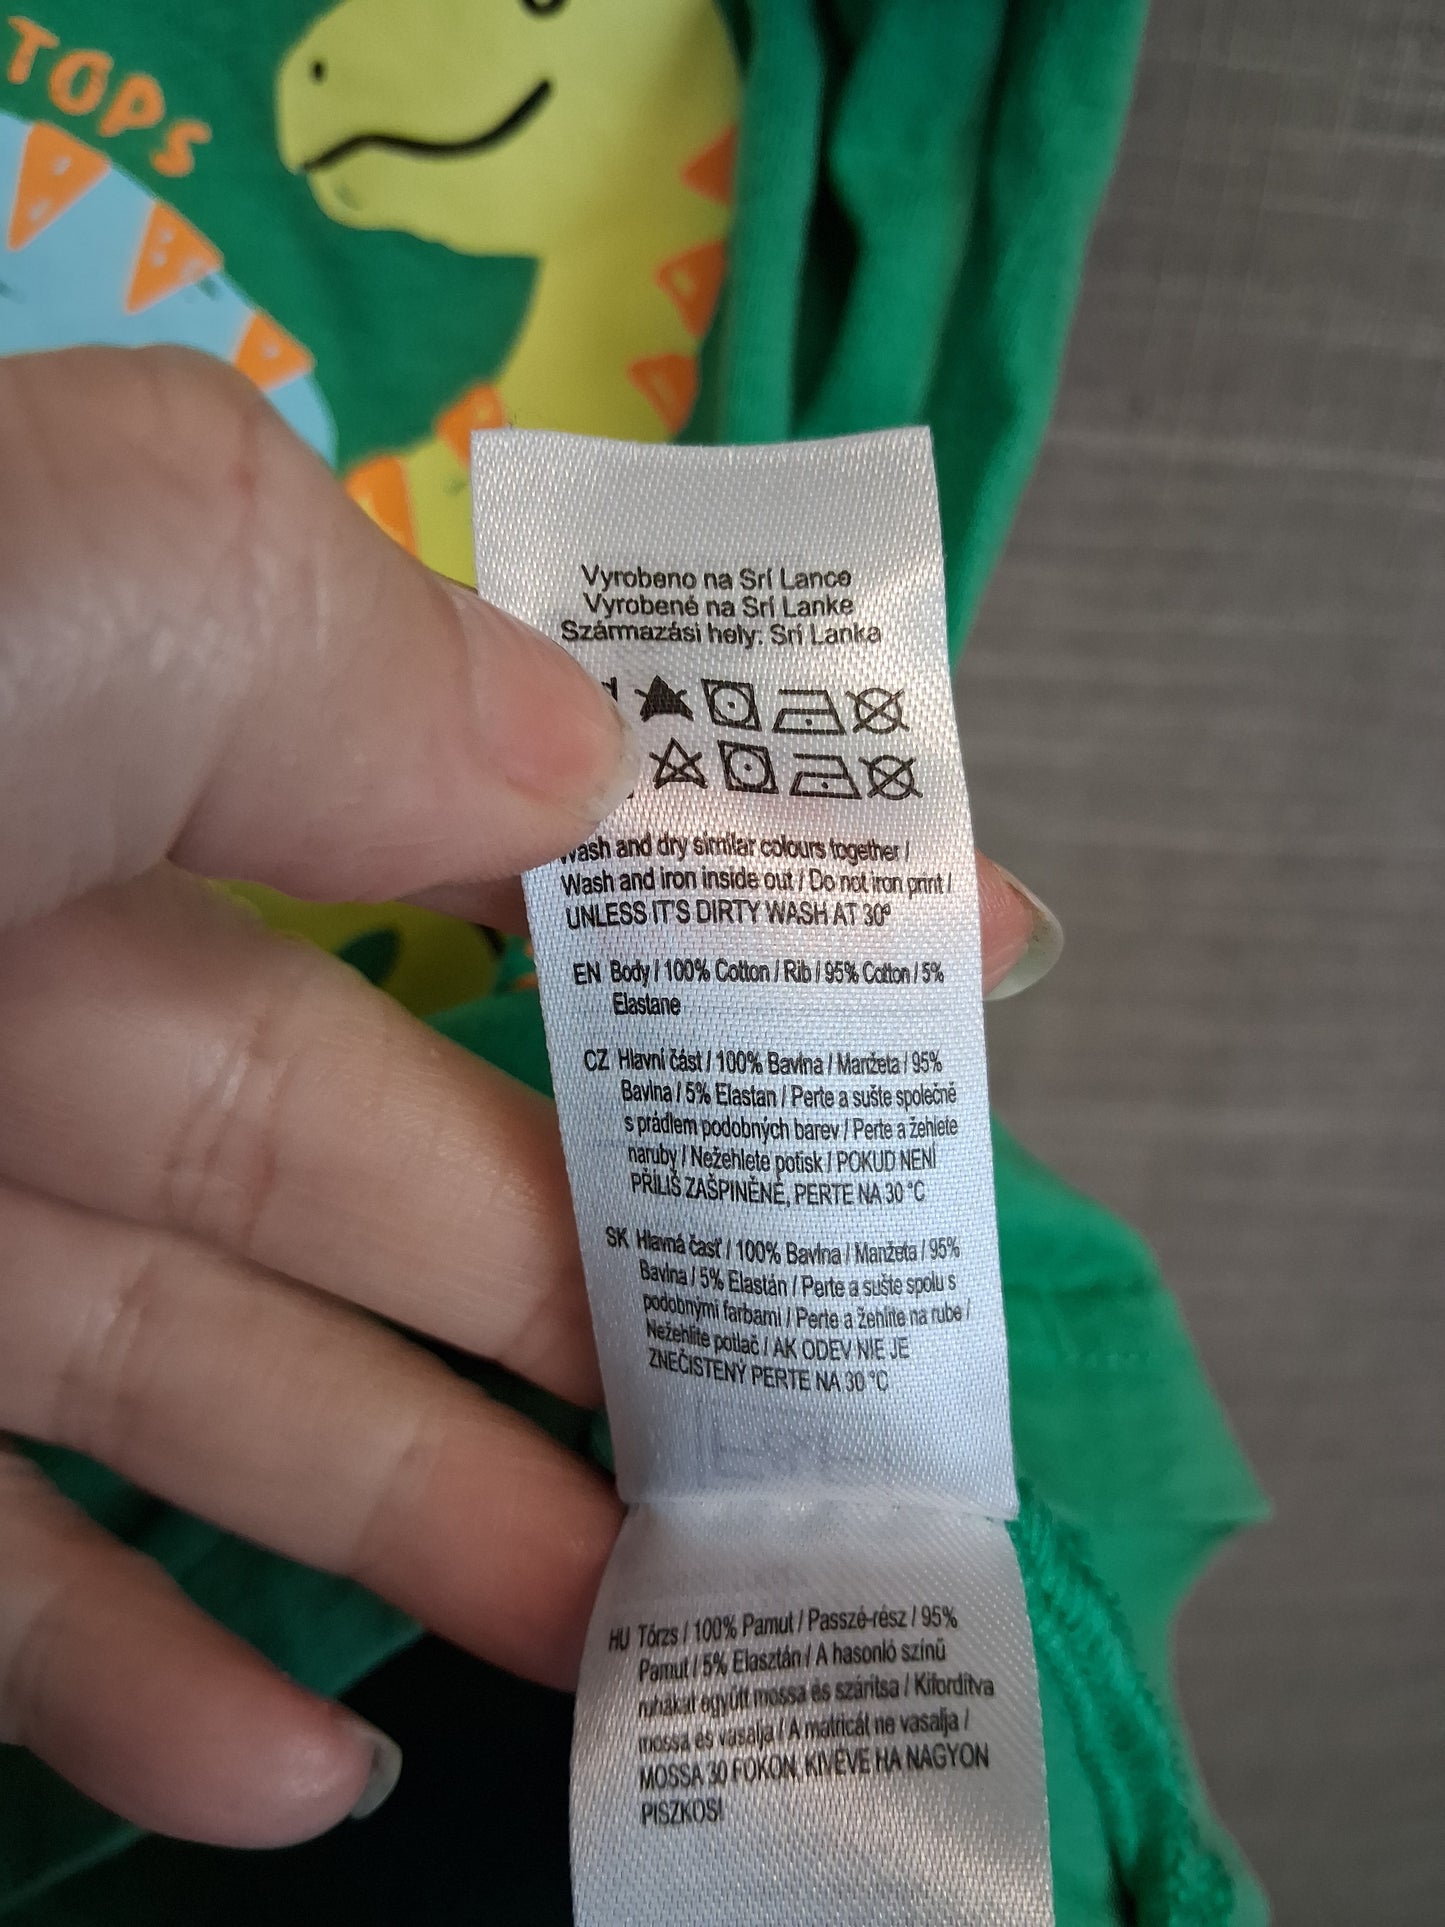 TOPS
Vyrobeno na Srí Lance
Vyrobené na Srí Lanke
Származási hely: Srí Lanka
Wash and dry similar colours together /
Wash and iron inside out / Do not iron print /
UNLESS IT'S DIRTY WASH AT 30º
EN Body / 100% Cotton / Rib / 95% Cotton / 5%
Elastane
CZ Hlavní část / 100% Bavlna / Manžeta / 95%
Bavlna / 5% Elastan / Perte a sušte společně
s prádlem podobných barev / Perte a žehlete
naruby / Nežehlete potisk / POKUD NENÍ
PŘÍLIŠ ZAŠPINĚNÉ, PERTE NA 30 °C
SK Hlavná časť / 100% Bavlna / Manžeta / 95%
Bavlna / 5% Elastán / Perte a sušte spolu s
podobnými farbami / Perte a žehlite na rube /
Nežehlite potlač / AK ODEV NIE JE
ZNEČISTENÝ PERTE NA 30 °C
HU Törzs / 100% Pamut / Passzé-rész / 95%
Pamut / 5% Elasztán / A hasonló színű
ruhákat együtt mossa és szárítsa / Kifordítva
mossa és vasalja / A matricát ne vasalja /
MOSSA 30 FOKON, KIVÉVE HA NAGYON
PISZKOS!